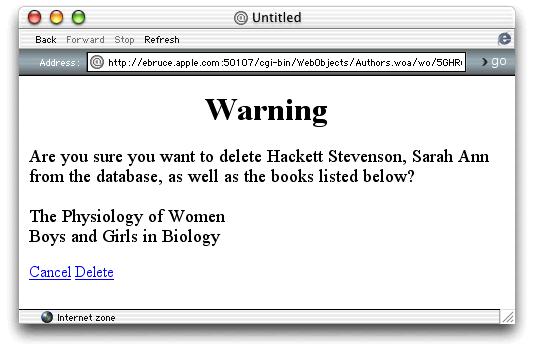 @ Untitled
Back Forward Stop Refresh
Address: @ http://ebruce.apple.com:50107/cgi-bin/WebObjects/Authors.woa/wo/5GHR go
Warning
Are you sure you want to delete Hackett Stevenson, Sarah Ann
from the database, as well as the books listed below?
The Physiology of Women
Boys and Girls in Biology
Cancel Delete
Internet zone